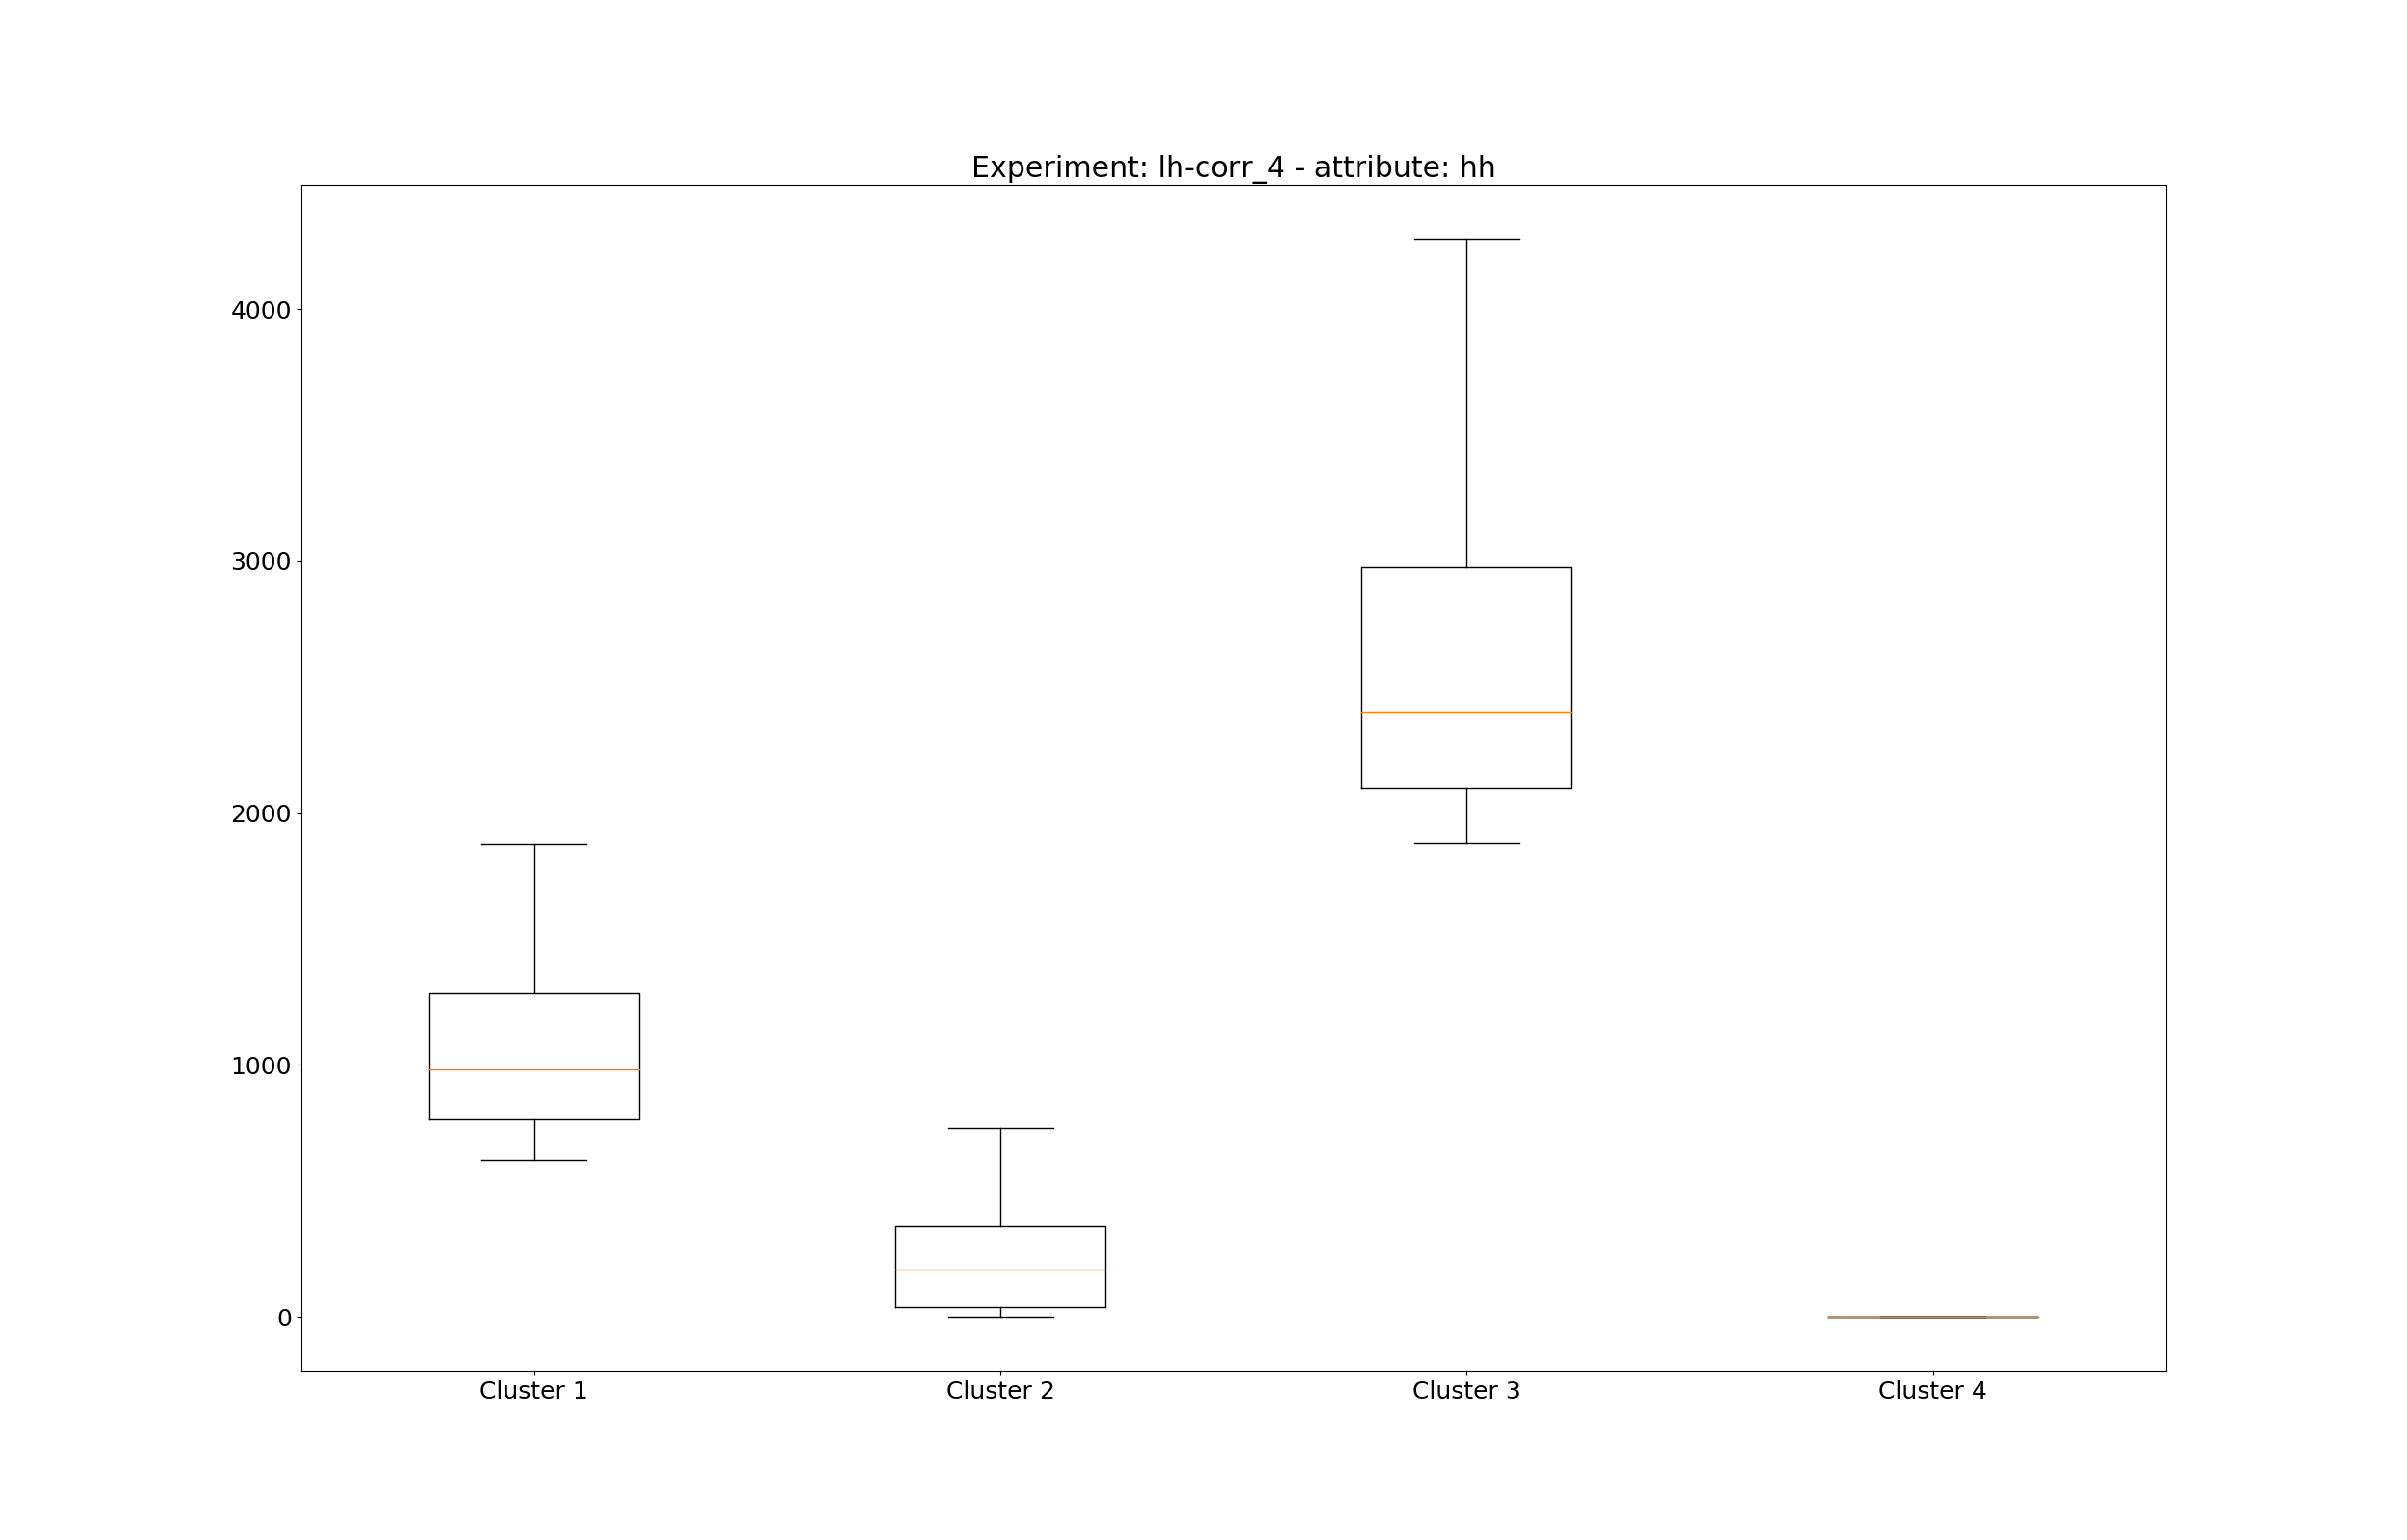 Experiment: lh-corr_4 - attribute: hh
4000
3000
2000
1000
0
Cluster 1 Cluster 2 Cluster 3 Cluster 4